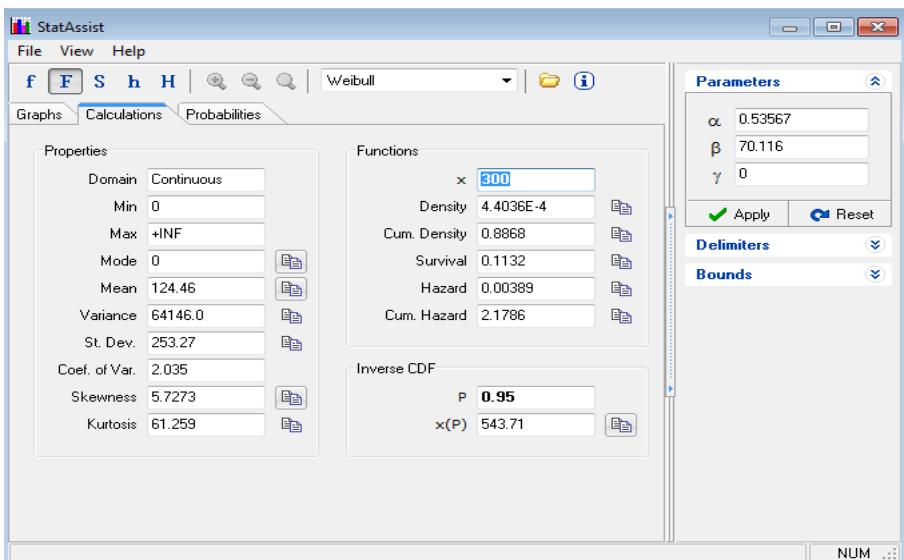 StatAssist
File View Help
f F S h H Weibull
Graphs Calculations Probabilities
Properties
Domain Continuous
Min 0
Max +INF
Mode 0
Mean 124.46
Variance 64146.0
St. Dev. 253.27
Coef. of Var. 2.035
Skewness 5.7273
Kurtosis 61.259
Functions
x 300
Density 4.4036E-4
Cum. Density 0.8868
Survival 0.1132
Hazard 0.00389
Cum. Hazard 2.1786
Inverse CDF
P 0.95
x(P) 543.71
Parameters
α 0.53567
β 70.116
γ 0
Apply Reset
Delimiters
Bounds
NUM